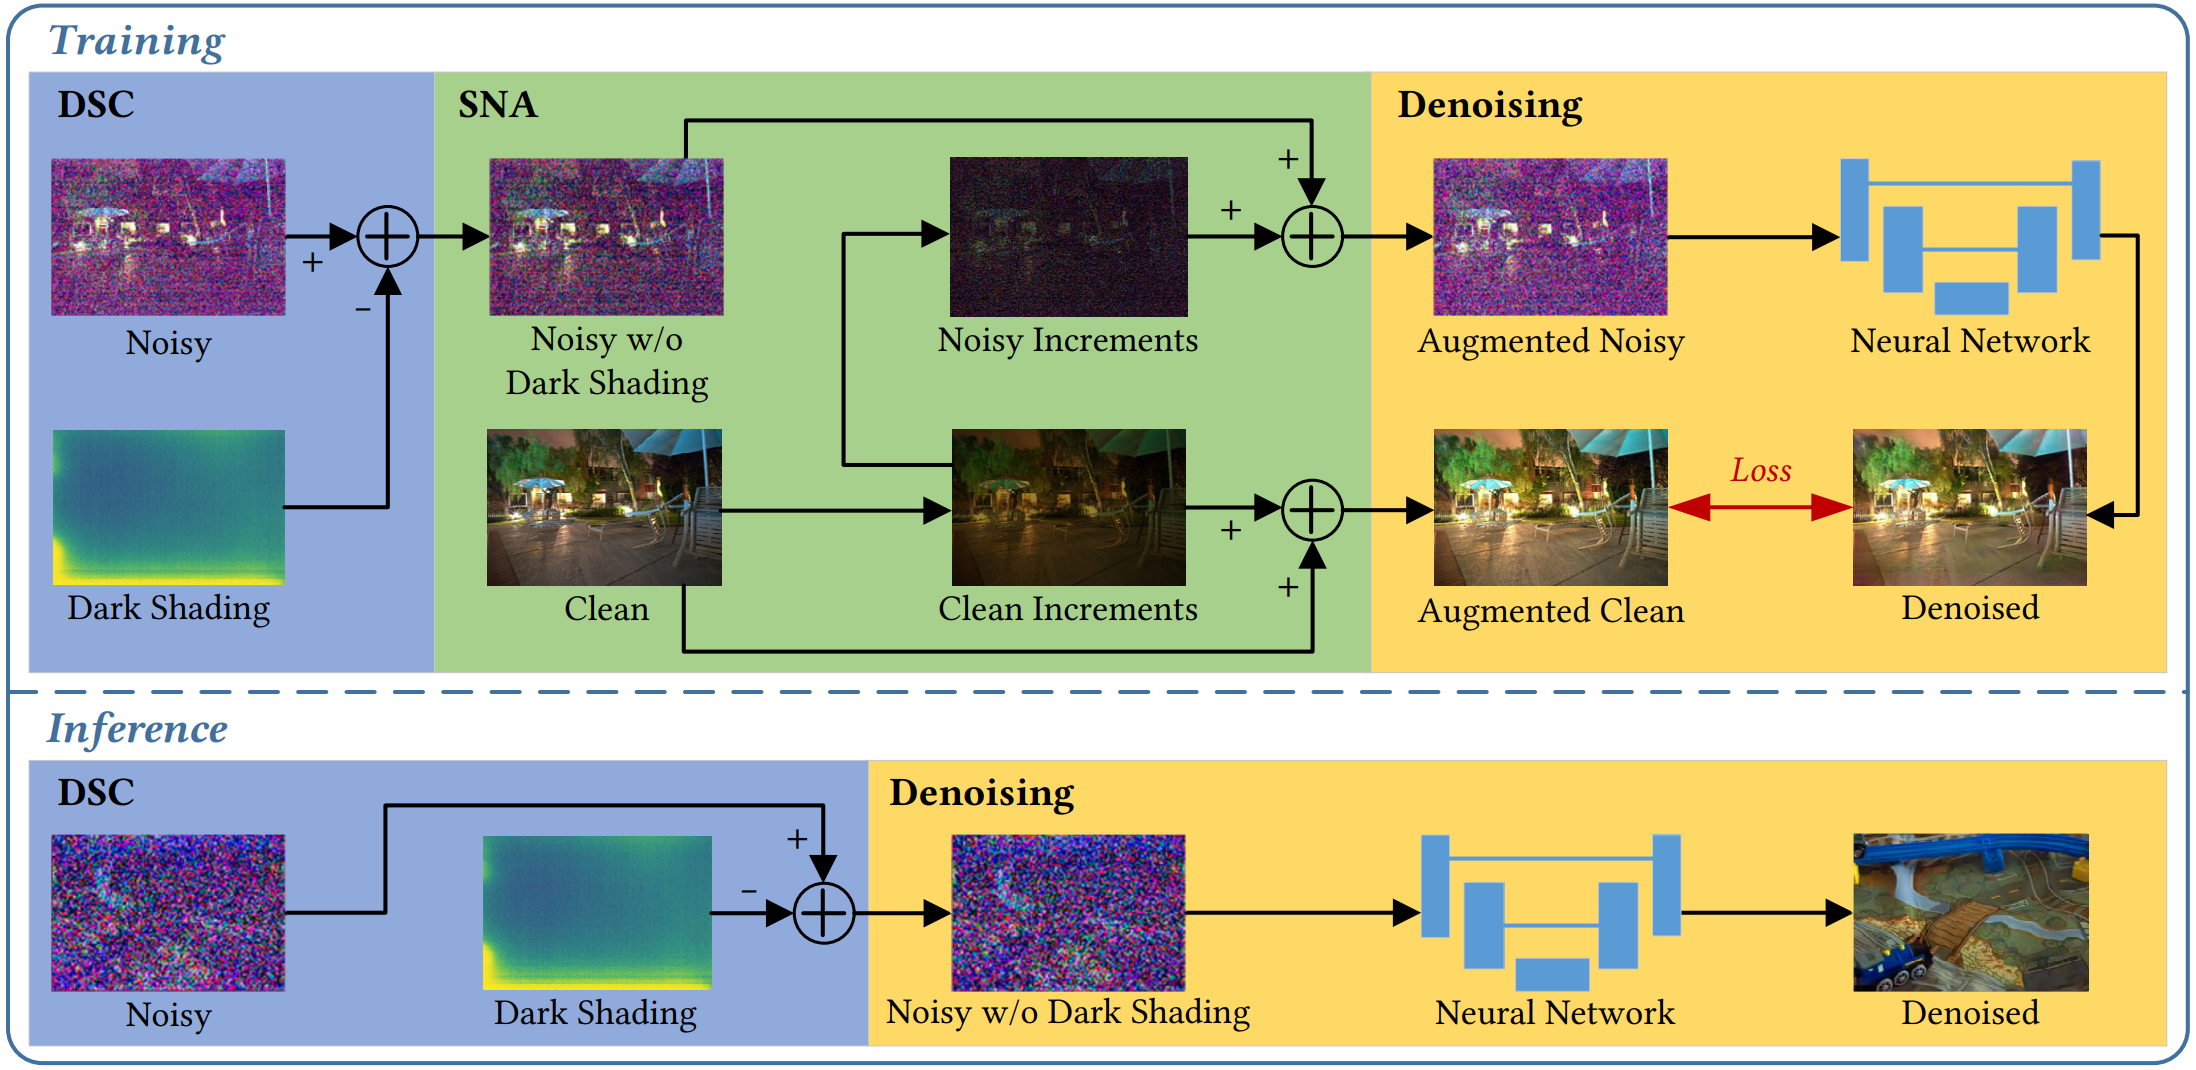 Training
DSC
SNA
Denoising
+
+
+
–
Noisy
Noisy w/o
Dark Shading
Noisy Increments
Augmented Noisy
Neural Network
Loss
+
+
Dark Shading
Clean
Clean Increments
Augmented Clean
Denoised
Inference
DSC
Denoising
+
–
Noisy
Dark Shading
Noisy w/o Dark Shading
Neural Network
Denoised